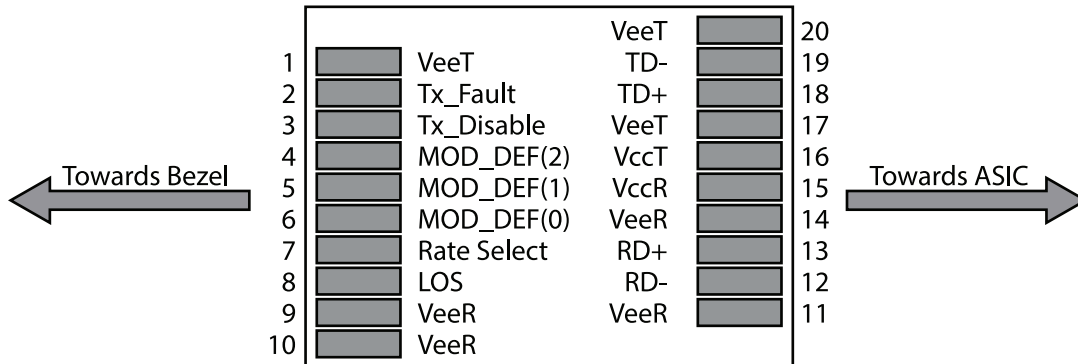 VeeT 20
1 VeeT TD- 19
2 Tx_Fault TD+ 18
3 Tx_Disable VeeT 17
4 MOD_DEF(2) VccT 16
Towards Bezel 5 MOD_DEF(1) VccR 15 Towards ASIC
6 MOD_DEF(0) VeeR 14
7 Rate Select RD+ 13
8 LOS RD- 12
9 VeeR VeeR 11
10 VeeR